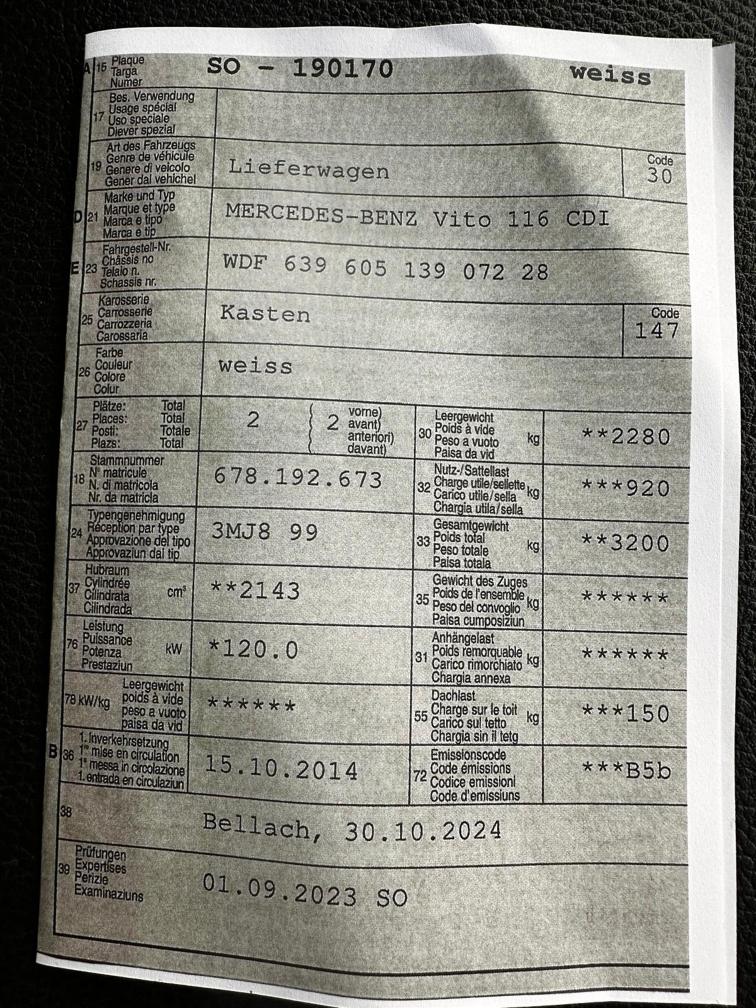 A 15 Plaque
Targa
Numer
SO - 190170 weiss
17 Bes. Verwendung
Usage spécial
Uso speciale
Diever spezial
19 Art des Fahrzeugs
Genre de véhicule
Genere di veicolo
Gener dal vehichel
Lieferwagen
Code
30
D 21 Marke und Typ
Marque et type
Marca e tipo
Marca e tip
MERCEDES-BENZ Vito 116 CDI
E 23 Fahrgestell-Nr.
Châssis no
Telaio n.
Schassis nr.
WDF 639 605 139 072 28
25 Karosserie
Carrosserie
Carrozzeria
Carossaria
Kasten
Code
147
26 Farbe
Couleur
Colore
Colur
weiss
27 Plätze: Total
Places: Total
Posti: Totale
Plazs: Total
2 ( 2 vorne)
avant)
anteriori)
davant)
30 Leergewicht
Poids à vide
Peso a vuoto kg
Paisa da vid
**2280
18 Stammnummer
N° matricule
N. di matricola
Nr. da matricla
678.192.673
32 Nutz-/Sattellast
Charge utile/sellette
Carico utile/sella kg
Chargia utila/sella
***920
24 Typengenehmigung
Réception par type
Approvazione del tipo
Approvaziun dal tip
3MJ8 99
33 Gesamtgewicht
Poids total
Peso totale kg
Paisa totala
**3200
37 Hubraum
Cylindrée
Cilindrata cm³
Cilindrada
**2143
35 Gewicht des Zuges
Poids de l'ensemble
Peso del convoglio kg
Paisa cumposiziun
******
76 Leistung
Puissance
Potenza kW
Prestaziun
*120.0
31 Anhängelast
Poids remorquable
Carico rimorchiato kg
Chargia annexa
******
78 kW/kg Leergewicht
poids à vide
peso a vuoto
paisa da vid
******
55 Dachlast
Charge sur le toit
Carico sul tetto kg
Chargia sin il tetg
***150
B 36 1. Inverkehrsetzung
1re mise en circulation
1a messa in circolazione
1. entrada en circulaziun
15.10.2014
72 Emissionscode
Code émissions
Codice emissioni
Code d'emissiuns
***B5b
38
Bellach, 30.10.2024
39 Prüfungen
Expertises
Perizie
Examinaziuns
01.09.2023 SO